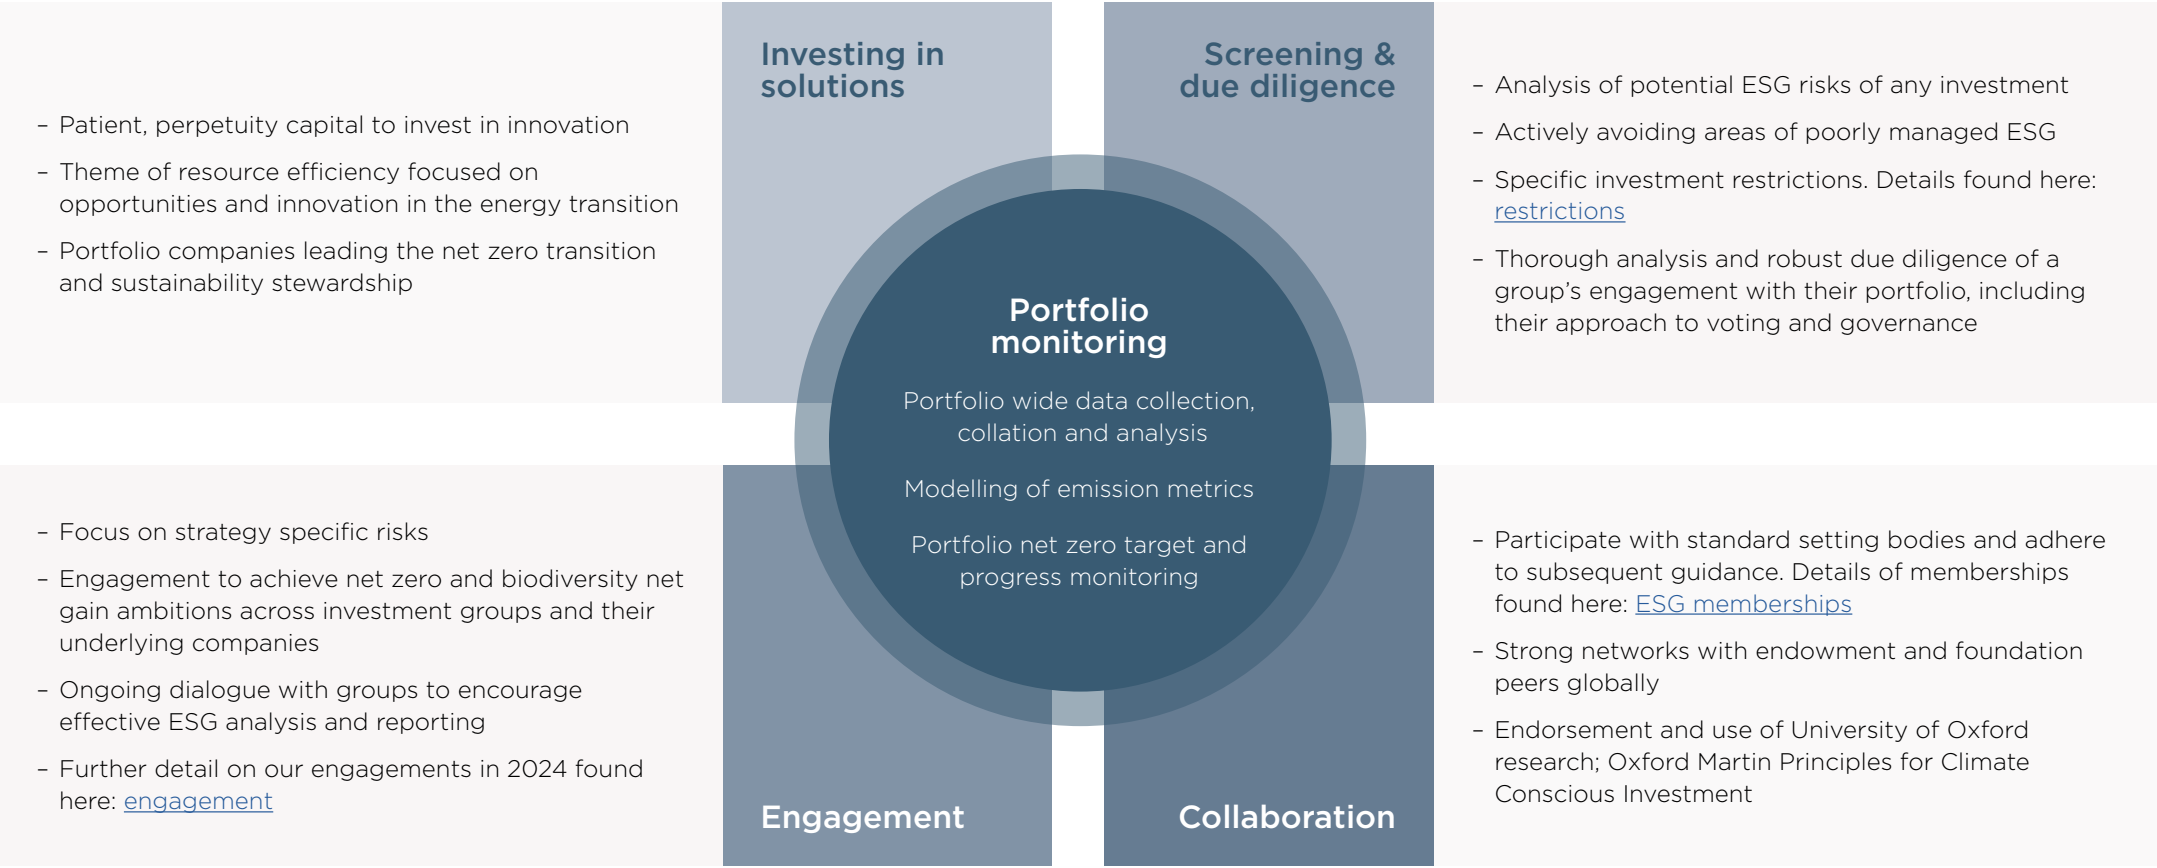 Investing in
solutions
– Patient, perpetuity capital to invest in innovation
– Theme of resource efficiency focused on
opportunities and innovation in the energy transition
– Portfolio companies leading the net zero transition
and sustainability stewardship
Screening &
due diligence
– Analysis of potential ESG risks of any investment
– Actively avoiding areas of poorly managed ESG
– Specific investment restrictions. Details found here:
restrictions
– Thorough analysis and robust due diligence of a
group’s engagement with their portfolio, including
their approach to voting and governance
Portfolio
monitoring
Portfolio wide data collection,
collation and analysis
Modelling of emission metrics
Portfolio net zero target and
progress monitoring
– Focus on strategy specific risks
– Engagement to achieve net zero and biodiversity net
gain ambitions across investment groups and their
underlying companies
– Ongoing dialogue with groups to encourage
effective ESG analysis and reporting
– Further detail on our engagements in 2024 found
here: engagement
Engagement
Collaboration
– Participate with standard setting bodies and adhere
to subsequent guidance. Details of memberships
found here: ESG memberships
– Strong networks with endowment and foundation
peers globally
– Endorsement and use of University of Oxford
research; Oxford Martin Principles for Climate
Conscious Investment